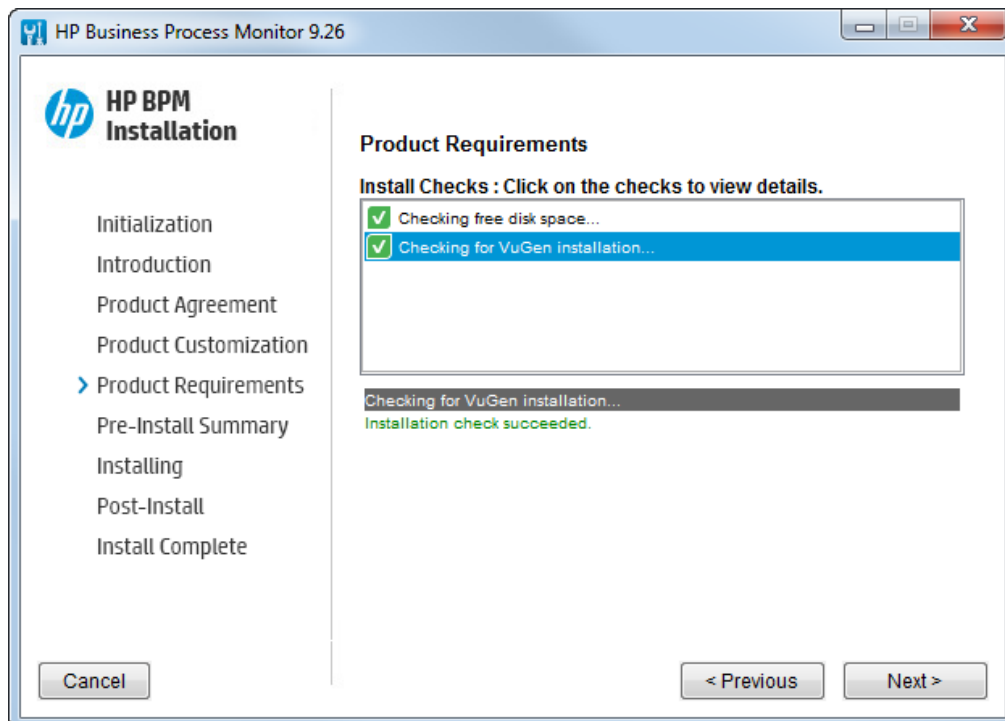 HP Business Process Monitor 9.26
hp
HP BPM
Installation
Initialization
Introduction
Product Agreement
Product Customization
Product Requirements
Pre-Install Summary
Installing
Post-Install
Install Complete
Product Requirements
Install Checks : Click on the checks to view details.
Checking free disk space...
Checking for VuGen installation...
Checking for VuGen installation...
Installation check succeeded.
Cancel
< Previous
Next >